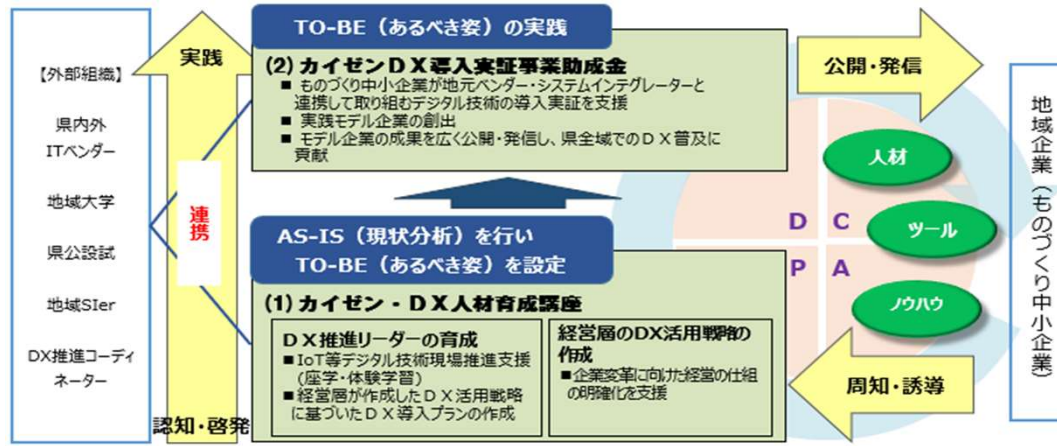 【外部組織】
県内外
ITベンダー
地域大学
県公設試
地域SIer
DX推進コーディ
ネーター
実践
連携
認知・啓発
TO-BE（あるべき姿）の実践
(2) カイゼンＤＸ導入実証事業助成金
■ ものづくり中小企業が地元ベンダー・システムインテグレーターと
連携して取り組むデジタル技術の導入実証を支援
■ 実践モデル企業の創出
■ モデル企業の成果を広く公開・発信し、県全域でのＤＸ普及に
貢献
AS-IS（現状分析）を行い
TO-BE（あるべき姿）を設定
(1) カイゼン・ＤＸ人材育成講座
ＤＸ推進リーダーの育成
■IoT等デジタル技術現場推進支援
(座学・体験学習)
■経営層が作成したＤＸ活用戦略
に基づいたＤＸ導入プランの作成
経営層のDX活用戦略の
作成
■企業変革に向けた経営の仕組
の明確化を支援
公開・発信
人材
ツール
ノウハウ
D C
P A
周知・誘導
地域企業（ものづくり中小企業）